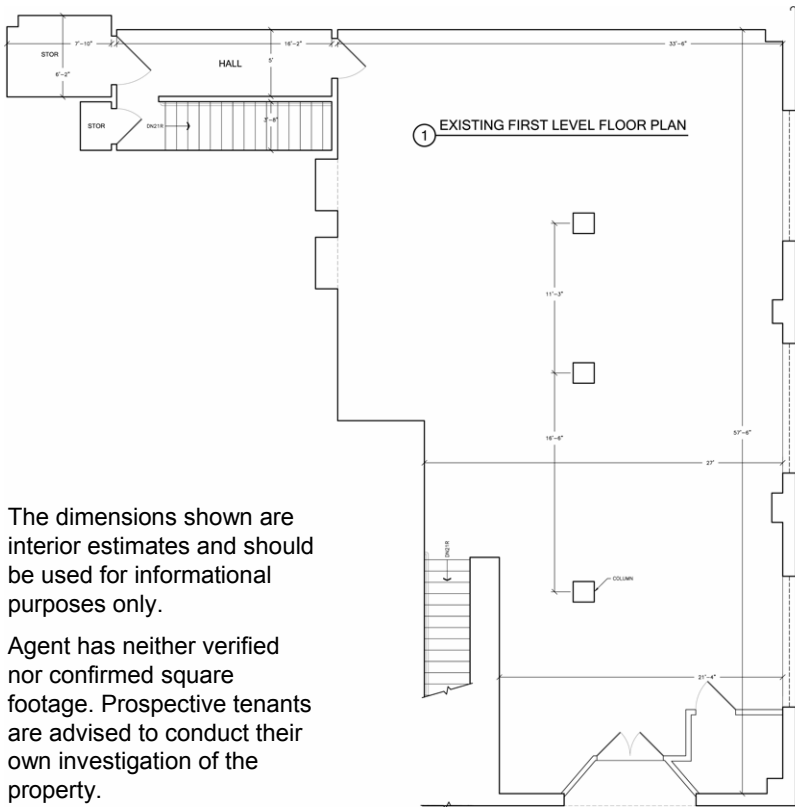 7'-10"
16'-2"
33'-6"
STOR
5'
HALL
6'-2"
STOR
DN21R
3'-8"
1 EXISTING FIRST LEVEL FLOOR PLAN
11'-3"
57'-6"
16'-6"
27'
The dimensions shown are
interior estimates and should
be used for informational
purposes only.
DN21R
COLUMN
Agent has neither verified
nor confirmed square
footage. Prospective tenants
are advised to conduct their
own investigation of the
property.
21'-4"